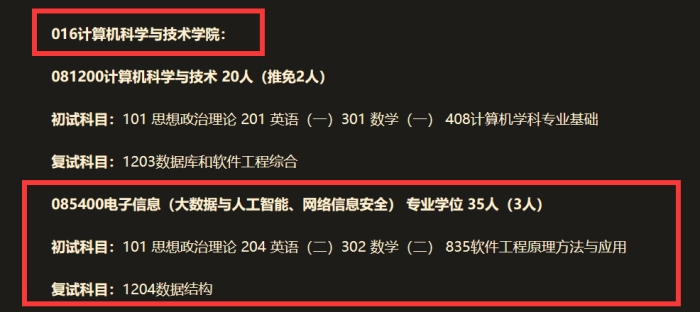 016计算机科学与技术学院：
081200计算机科学与技术 20人（推免2人）
初试科目：101 思想政治理论 201 英语（一）301 数学（一） 408计算机学科专业基础
复试科目：1203数据库和软件工程综合
085400电子信息（大数据与人工智能、网络信息安全） 专业学位 35人（3人）
初试科目：101 思想政治理论 204 英语（二）302 数学（二） 835软件工程原理方法与应用
复试科目：1204数据结构